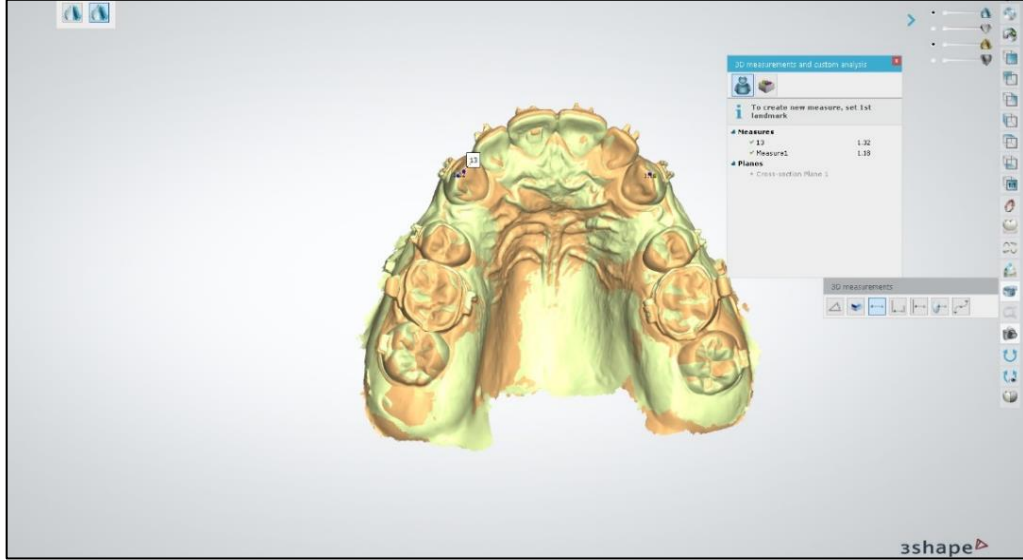 3D measurements and custom analysis
To create new measure, set 1st
landmark
Measures
13 1.32
Measure1 1.18
Planes
Cross-section Plane 1
13
3D measurements
3shape